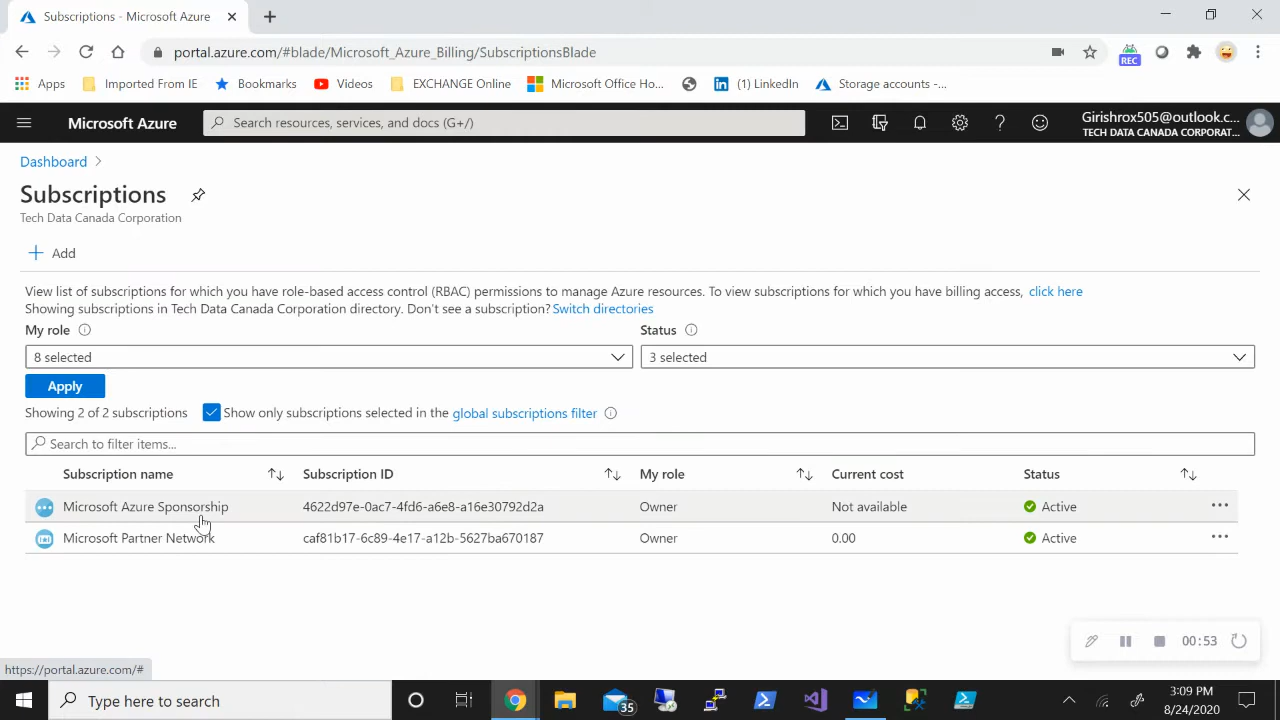 Subscriptions - Microsoft Azure
portal.azure.com/#blade/Microsoft_Azure_Billing/SubscriptionsBlade
REC
Apps Imported From IE Bookmarks Videos EXCHANGE Online Microsoft Office Ho... (1) LinkedIn Storage accounts -...
Microsoft Azure Search resources, services, and docs (G+/) Girishrox505@outlook.c...
TECH DATA CANADA CORPORAT...
Dashboard
Subscriptions
Tech Data Canada Corporation
Add
View list of subscriptions for which you have role-based access control (RBAC) permissions to manage Azure resources. To view subscriptions for which you have billing access, click here
Showing subscriptions in Tech Data Canada Corporation directory. Don't see a subscription? Switch directories
My role Status
8 selected 3 selected
Apply
Showing 2 of 2 subscriptions Show only subscriptions selected in the global subscriptions filter
Search to filter items...
Subscription name Subscription ID My role Current cost Status
Microsoft Azure Sponsorship 4622d97e-0ac7-4fd6-a6e8-a16e30792d2a Owner Not available Active
Microsoft Partner Network caf81b17-6c89-4e17-a12b-5627ba670187 Owner 0.00 Active
00:53
https://portal.azure.com/#
Type here to search 35 3:09 PM
8/24/2020